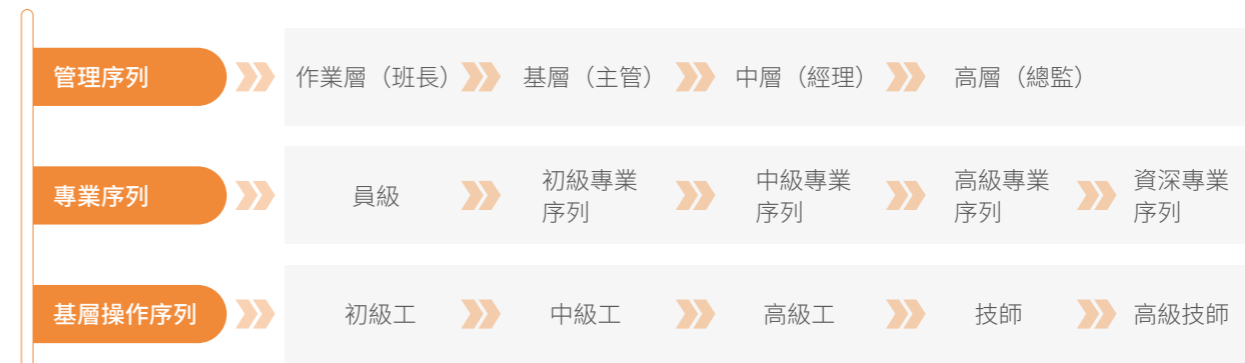 管理序列
作業層（班長）
基層（主管）
中層（經理）
高層（總監）
專業序列
員級
初級專業
序列
中級專業
序列
高級專業
序列
資深專業
序列
基層操作序列
初級工
中級工
高級工
技師
高級技師